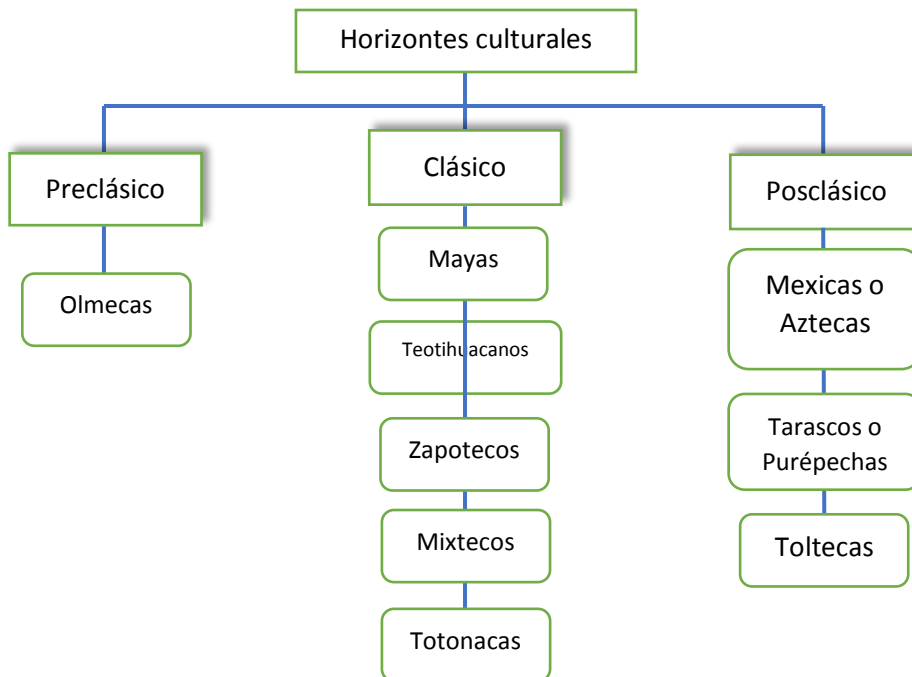 Horizontes culturales
Preclásico
Olmecas
Clásico
Mayas
Teotihuacanos
Zapotecos
Mixtecos
Totonacas
Posclásico
Mexicas o
Aztecas
Tarascos o
Purépechas
Toltecas